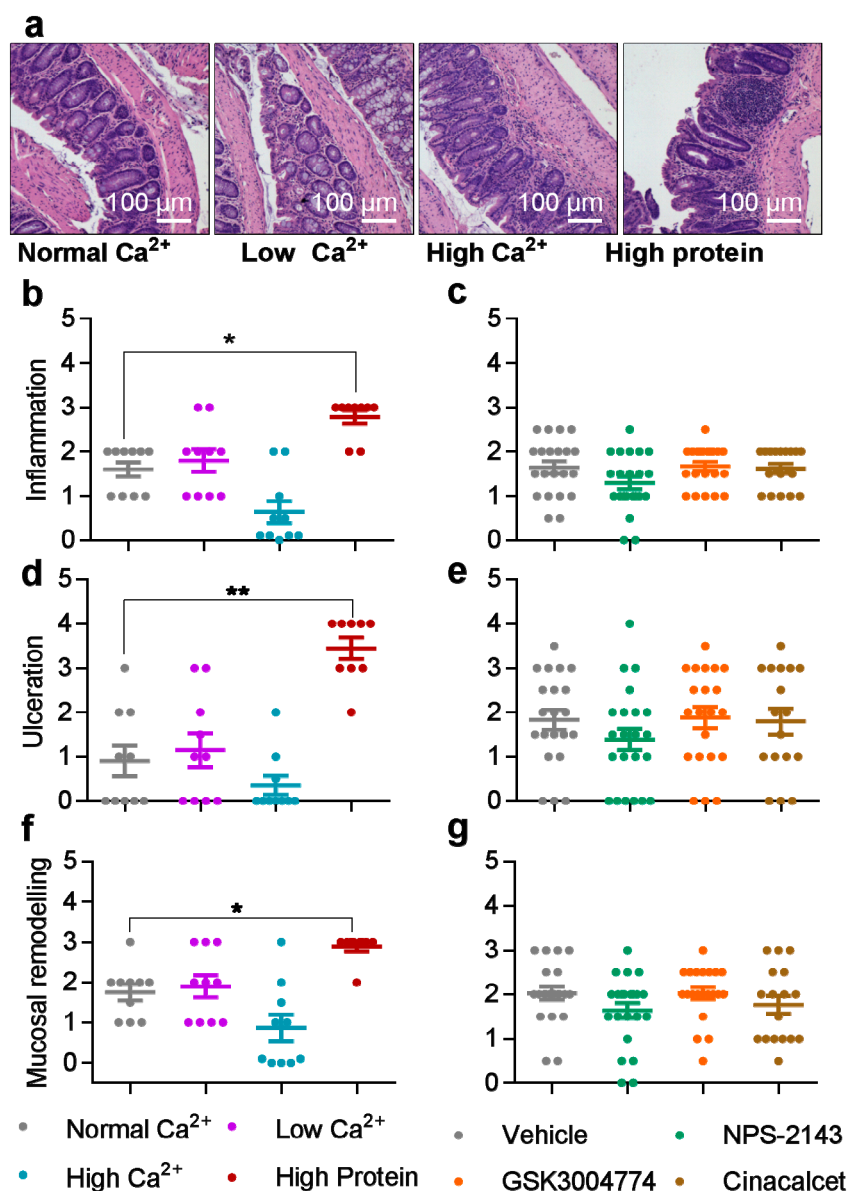 a
100 µm 100 µm 100 µm 100 µm
Normal Ca2+ Low Ca2+ High Ca2+ High protein
b c
5 5
* 
4 4
3 3
Inflammation
2 2
1 1
0 0
d e
5 5
**
4 4
3 3
Ulceration
2 2
1 1
0 0
f g
5 5
4 4
*
3 3
Mucosal remodelling
2 2
1 1
0 0
Normal Ca2+ Low Ca2+ Vehicle NPS-2143
High Ca2+ High Protein GSK3004774 Cinacalcet